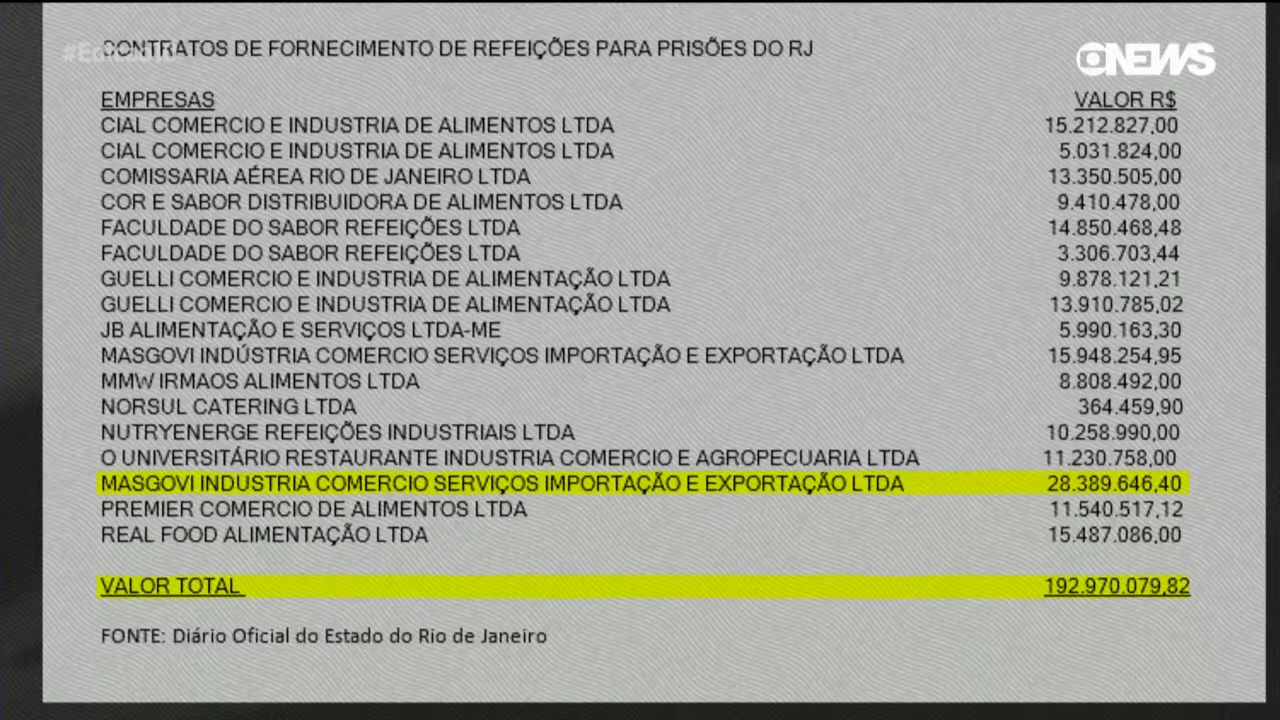 CONTRATOS DE FORNECIMENTO DE REFEIÇÕES PARA PRISÕES DO RJ
GNEWS
EMPRESAS VALOR R$
CIAL COMERCIO E INDUSTRIA DE ALIMENTOS LTDA 15.212.827,00
CIAL COMERCIO E INDUSTRIA DE ALIMENTOS LTDA 5.031.824,00
COMISSARIA AÉREA RIO DE JANEIRO LTDA 13.350.505,00
COR E SABOR DISTRIBUIDORA DE ALIMENTOS LTDA 9.410.478,00
FACULDADE DO SABOR REFEIÇÕES LTDA 14.850.468,48
FACULDADE DO SABOR REFEIÇÕES LTDA 3.306.703,44
GUELLI COMERCIO E INDUSTRIA DE ALIMENTAÇÃO LTDA 9.878.121,21
GUELLI COMERCIO E INDUSTRIA DE ALIMENTAÇÃO LTDA 13.910.785,02
JB ALIMENTAÇÃO E SERVIÇOS LTDA-ME 5.990.163,30
MASGOVI INDÚSTRIA COMERCIO SERVIÇOS IMPORTAÇÃO E EXPORTAÇÃO LTDA 15.948.254,95
MMW IRMAOS ALIMENTOS LTDA 8.808.492,00
NORSUL CATERING LTDA 364.459,90
NUTRYENERGE REFEIÇÕES INDUSTRIAIS LTDA 10.258.990,00
O UNIVERSITÁRIO RESTAURANTE INDUSTRIA COMERCIO E AGROPECUARIA LTDA 11.230.758,00
MASGOVI INDUSTRIA COMERCIO SERVIÇOS IMPORTAÇÃO E EXPORTAÇÃO LTDA 28.389.646,40
PREMIER COMERCIO DE ALIMENTOS LTDA 11.540.517,12
REAL FOOD ALIMENTAÇÃO LTDA 15.487.086,00
VALOR TOTAL 192.970.079,82
FONTE: Diário Oficial do Estado do Rio de Janeiro